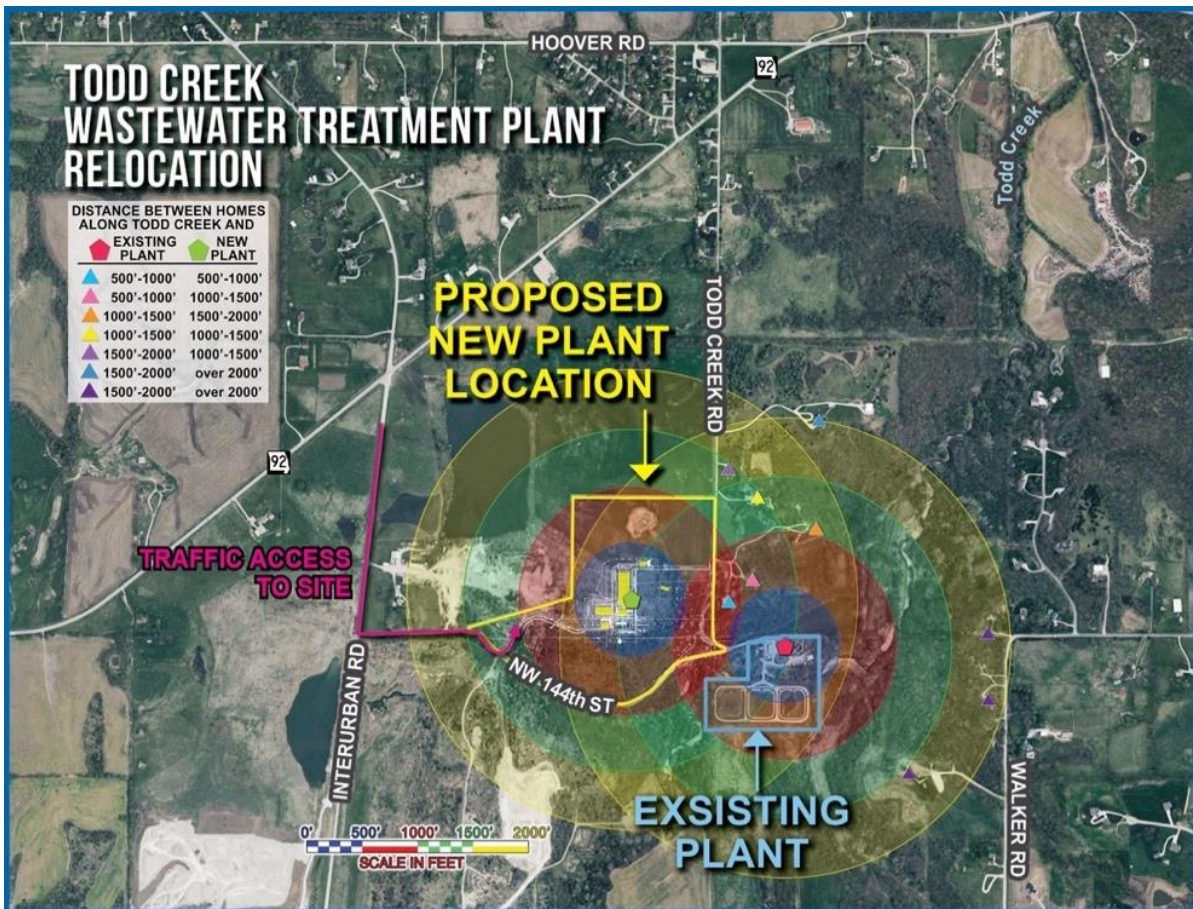 HOOVER RD
92
TODD CREEK
WASTEWATER TREATMENT PLANT
RELOCATION
Todd Creek
DISTANCE BETWEEN HOMES
ALONG TODD CREEK AND
EXISTING PLANT NEW PLANT
500'-1000' 500'-1000'
500'-1000' 1000'-1500'
1000'-1500' 1500'-2000'
1000'-1500' 1000'-1500'
1500'-2000' 1000'-1500'
1500'-2000' over 2000'
1500'-2000' over 2000'
PROPOSED
NEW PLANT
LOCATION
TODD CREEK RD
92
TRAFFIC ACCESS
TO SITE
INTERURBAN RD
NW 144th ST
WALKER RD
EXSISTING
PLANT
0' 500' 1000' 1500' 2000'
SCALE IN FEET